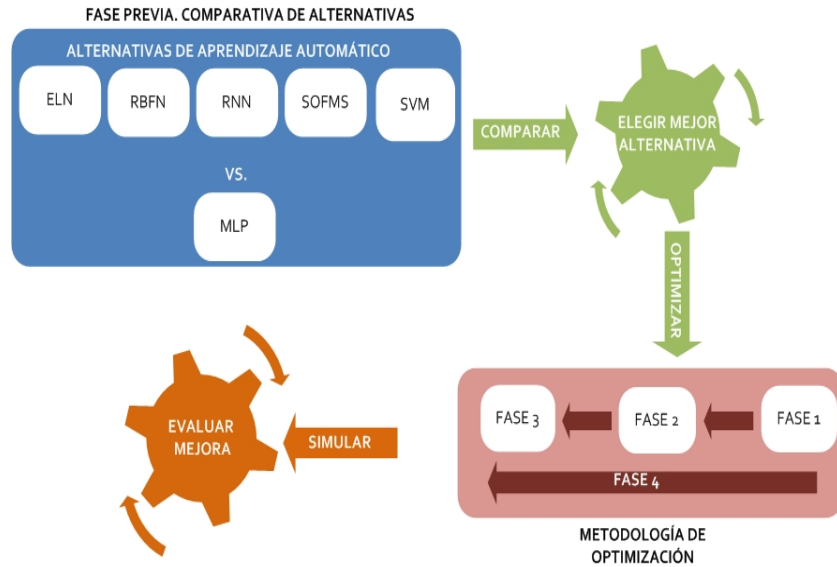 FASE PREVIA. COMPARATIVA DE ALTERNATIVAS
ALTERNATIVAS DE APRENDIZAJE AUTOMÁTICO
ELN
RBFN
RNN
SOFMS
SVM
VS.
MLP
COMPARAR
ELEGIR MEJOR
ALTERNATIVA
OPTIMIZAR
FASE 3
FASE 2
FASE 1
FASE 4
METODOLOGÍA DE
OPTIMIZACIÓN
SIMULAR
EVALUAR
MEJORA